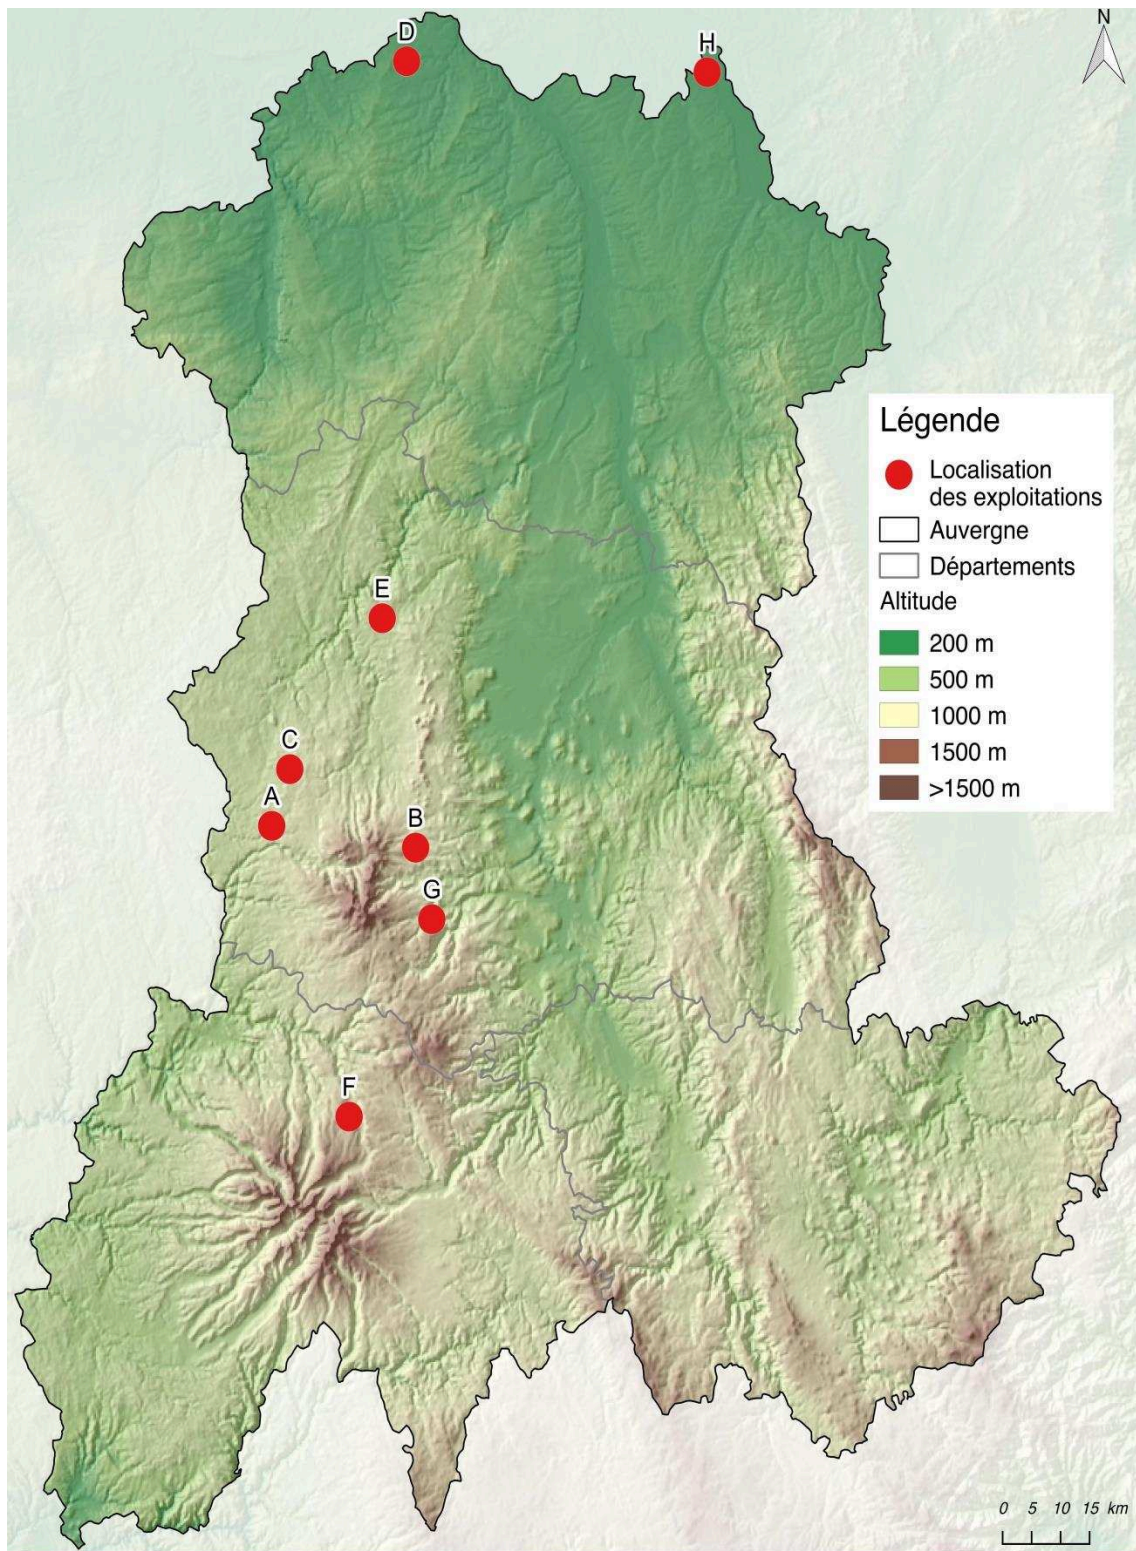 N
D
H
Légende
Localisation
des exploitations
Auvergne
Départements
Altitude
200 m
500 m
1000 m
1500 m
>1500 m
E
C
A
B
G
F
0 5 10 15 km